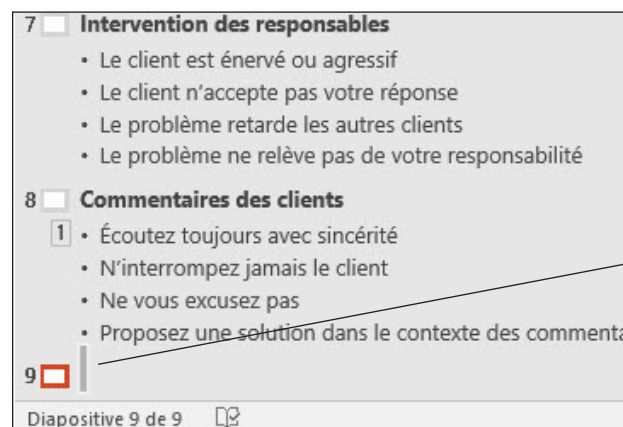 7 Intervention des responsables
• Le client est énervé ou agressif
• Le client n'accepte pas votre réponse
• Le problème retarde les autres clients
• Le problème ne relève pas de votre responsabilité
8 Commentaires des clients
1 • Écoutez toujours avec sincérité
• N'interrompez jamais le client
• Ne vous excusez pas
• Proposez une solution dans le contexte des commenta
9
Diapositive 9 de 9